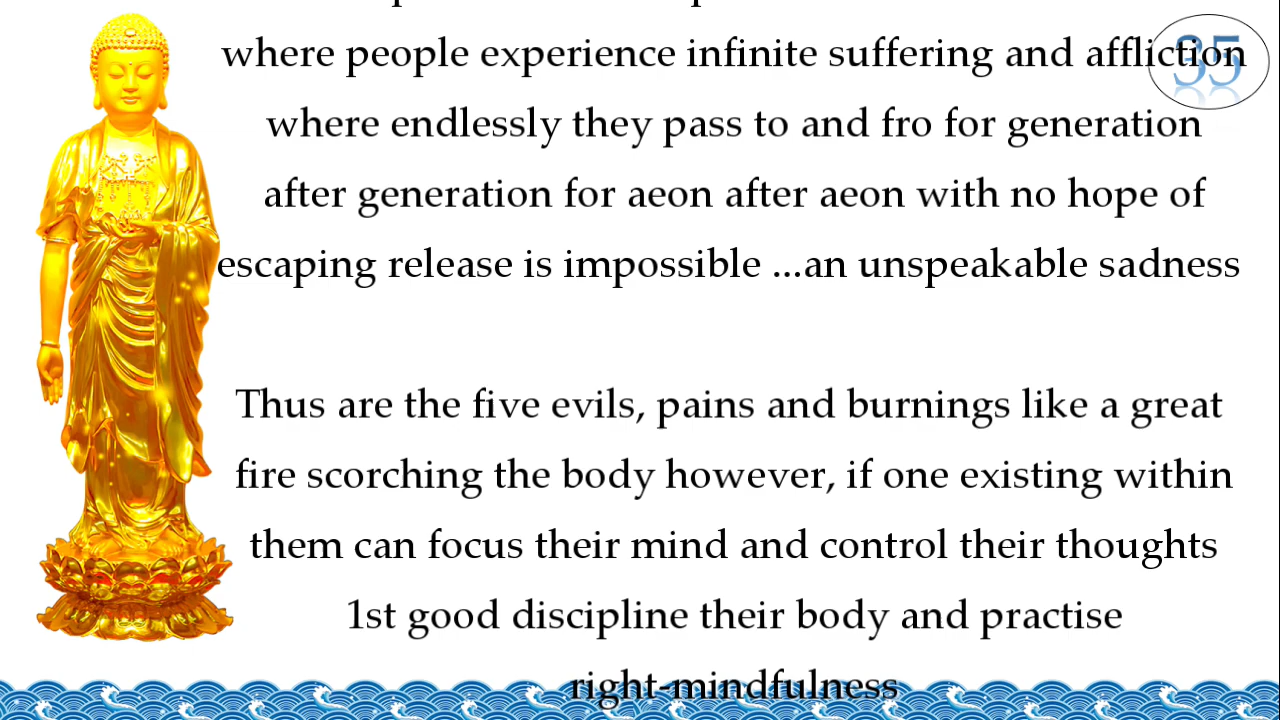 35
where people experience infinite suffering and affliction
where endlessly they pass to and fro for generation
after generation for aeon after aeon with no hope of
escaping release is impossible ...an unspeakable sadness
Thus are the five evils, pains and burnings like a great
fire scorching the body however, if one existing within
them can focus their mind and control their thoughts
1st good discipline their body and practise
right-mindfulness